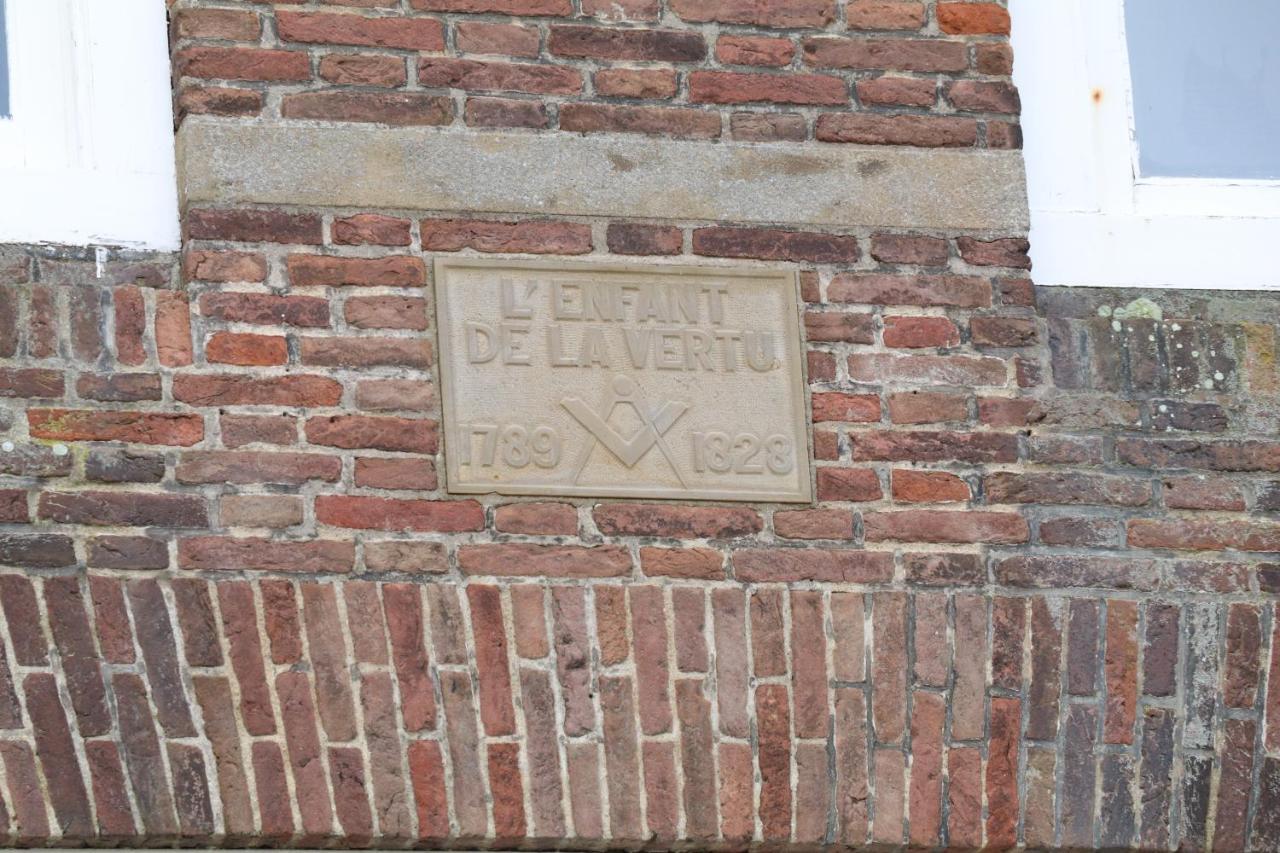 L'ENFANT
DE LA VERTU
1789 1828